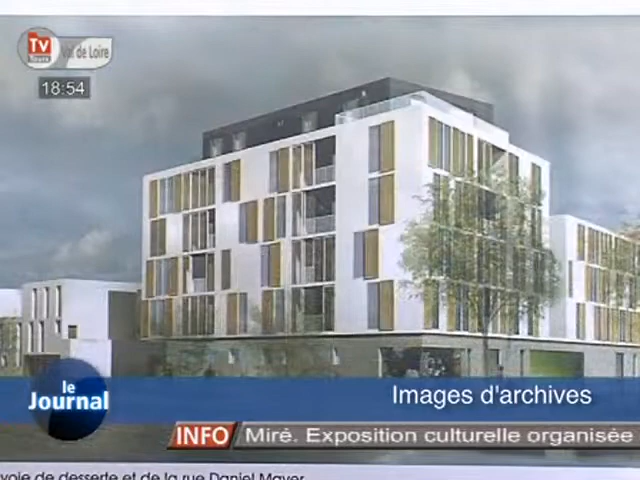 TV
Tours
Val de Loire
18:54
Images d'archives
le
Journal
INFO Miré. Exposition culturelle organisée
voie de desserte et de la rue Daniel Mayer